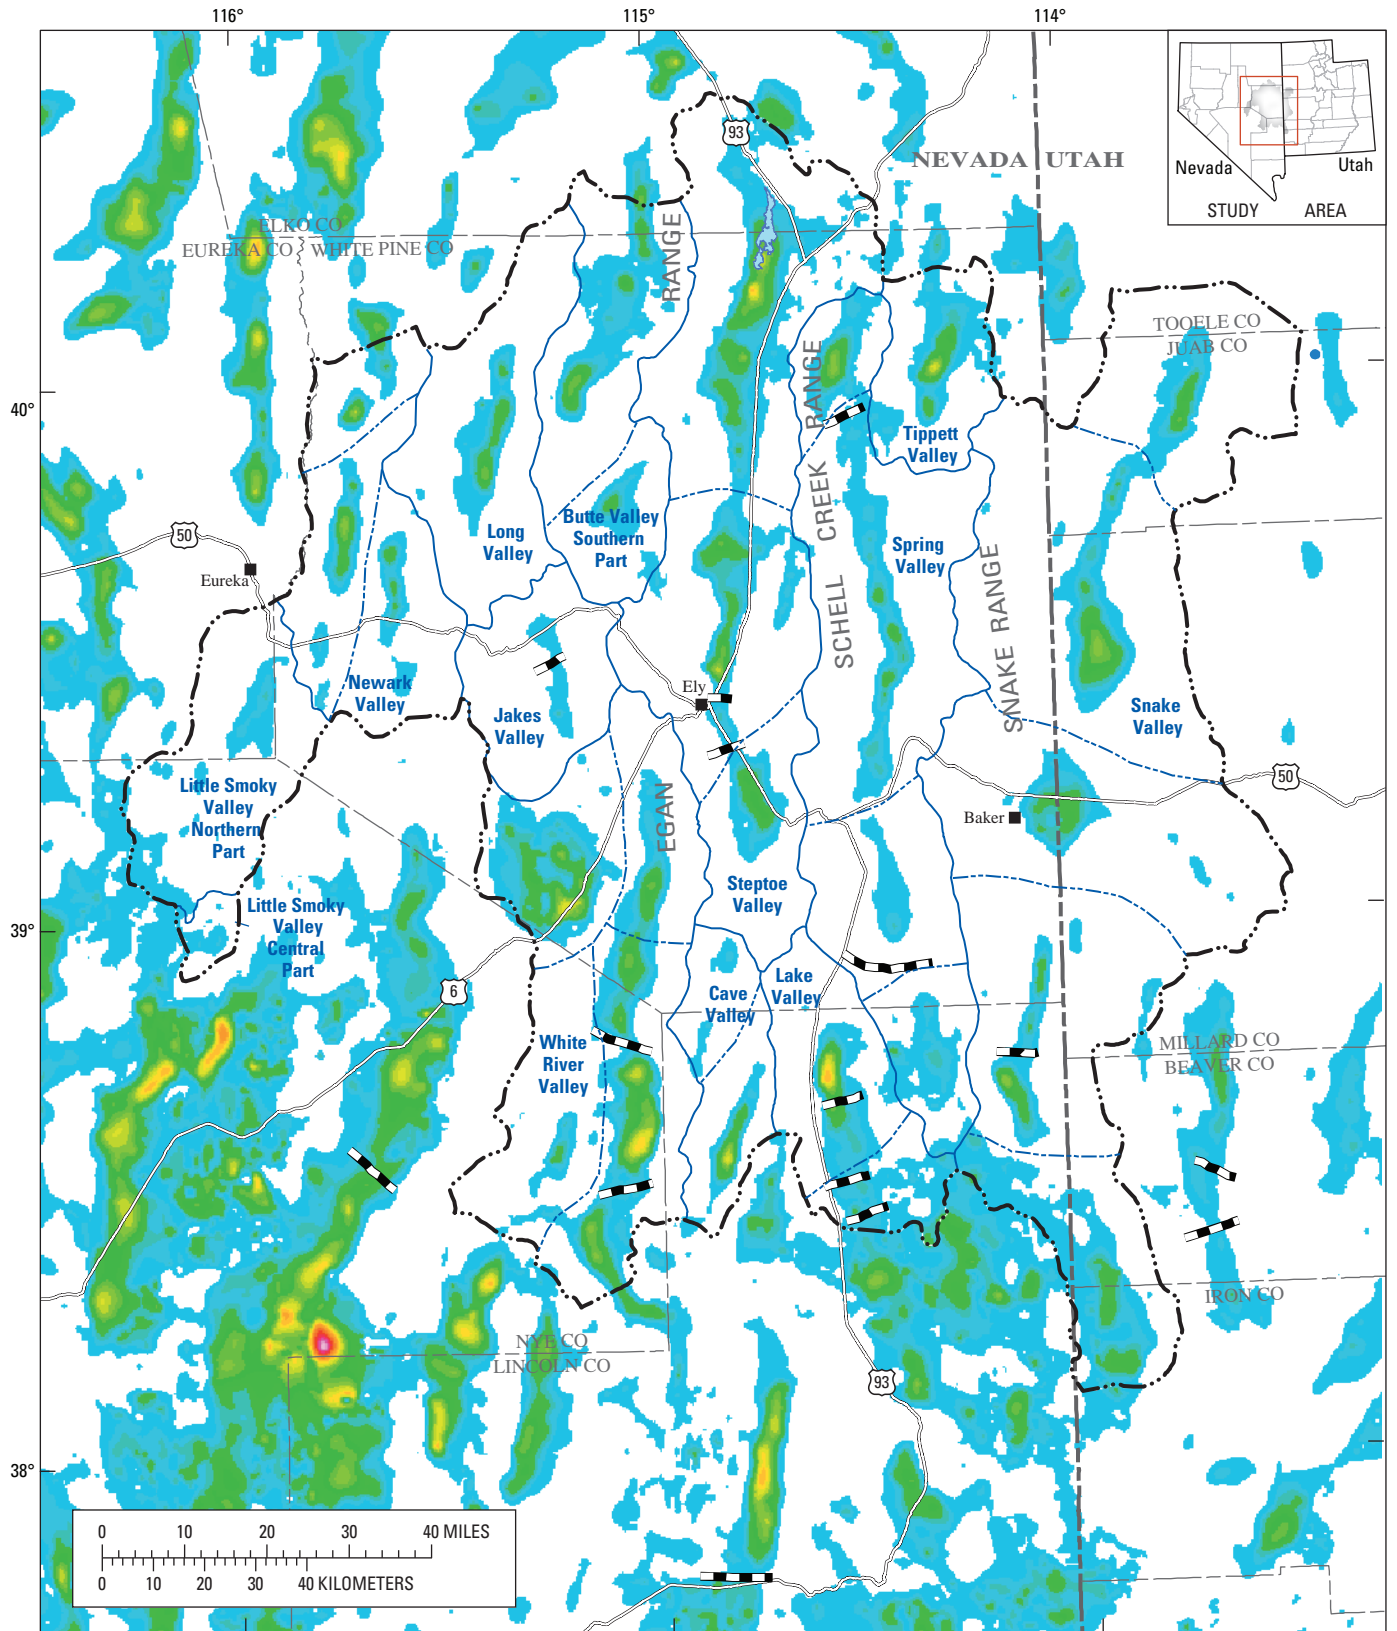 116°
115°
114°
93
NEVADA
UTAH
Nevada
Utah
STUDY AREA
ELKO CO
EUREKA CO
WHITE PINE CO
RANGE
TOOELE CO
JUAB CO
40°
SCHELL CREEK RANGE
Tippett
Valley
50
Eureka
Long
Valley
Butte Valley
Southern
Part
Spring
Valley
SNAKE RANGE
Newark
Valley
Ely
Jakes
Valley
Snake
Valley
50
Little Smoky
Valley
Northern
Part
EGAN
Baker
Steptoe
Valley
39°
Little Smoky
Valley
Central
Part
6
Cave
Valley
Lake
Valley
White
River
Valley
MILLARD CO
BEAVER CO
IRON CO
NYE CO
LINCOLN CO
93
38°
0 10 20 30 40 MILES
0 10 20 30 40 KILOMETERS